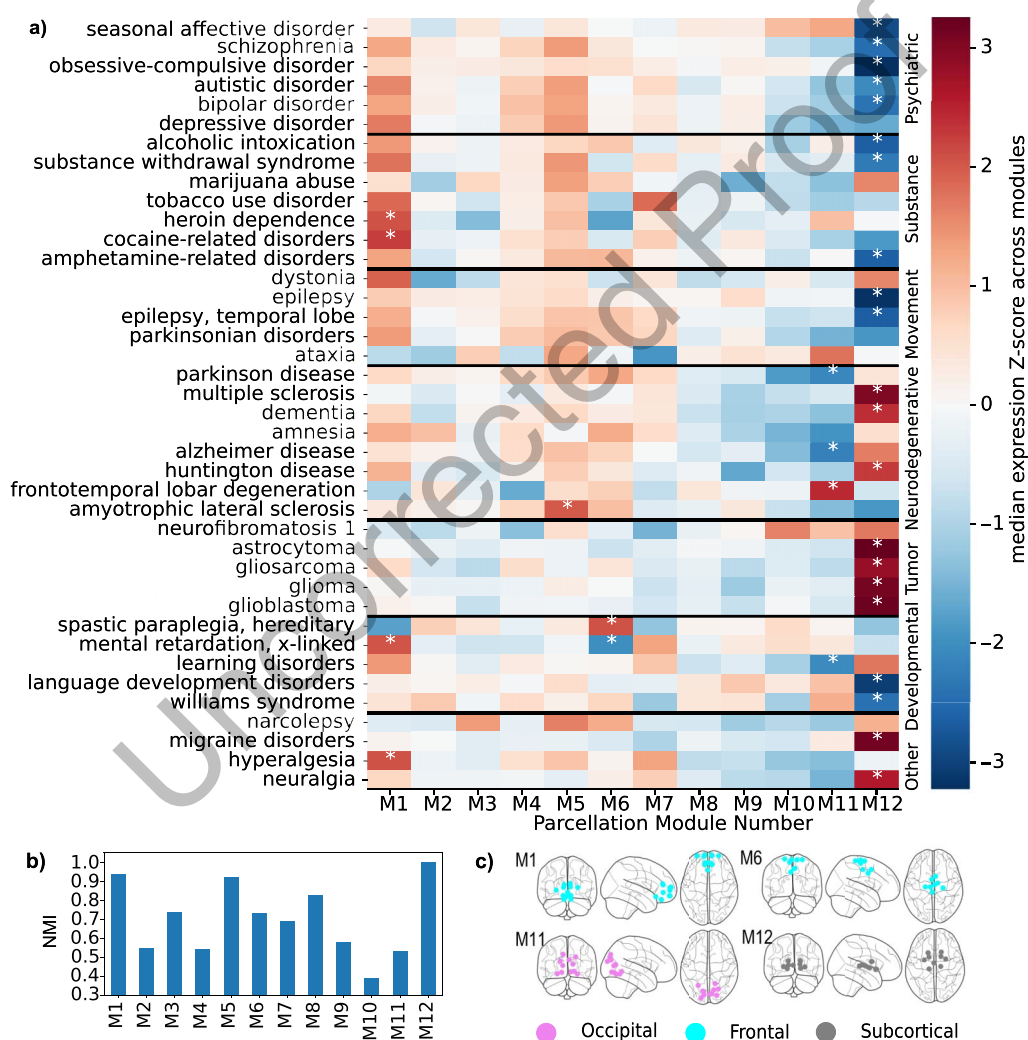 a)
seasonal affective disorder
schizophrenia
obsessive-compulsive disorder
autistic disorder
bipolar disorder
depressive disorder
alcoholic intoxication
substance withdrawal syndrome
marijuana abuse
tobacco use disorder
heroin dependence
cocaine-related disorders
amphetamine-related disorders
dystonia
epilepsy
epilepsy, temporal lobe
parkinsonian disorders
ataxia
parkinson disease
multiple sclerosis
dementia
amnesia
alzheimer disease
huntington disease
frontotemporal lobar degeneration
amyotrophic lateral sclerosis
neurofibromatosis 1
astrocytoma
gliosarcoma
glioma
glioblastoma
spastic paraplegia, hereditary
mental retardation, x-linked
learning disorders
language development disorders
williams syndrome
narcolepsy
migraine disorders
hyperalgesia
neuralgia
Psychiatric
Substance
Movement
Neurodegenerative
Tumor
Developmental
Other
M1 M2 M3 M4 M5 M6 M7 M8 M9 M10 M11 M12
Parcellation Module Number
3
2
1
0
−1
−2
−3
median expression Z-score across modules
Uncorrected Proof
b)
NMI
1.0
0.9
0.8
0.7
0.6
0.5
0.4
0.3
M1 M2 M3 M4 M5 M6 M7 M8 M9 M10 M11 M12
c)
M1
M6
M11
M12
Occipital Frontal Subcortical